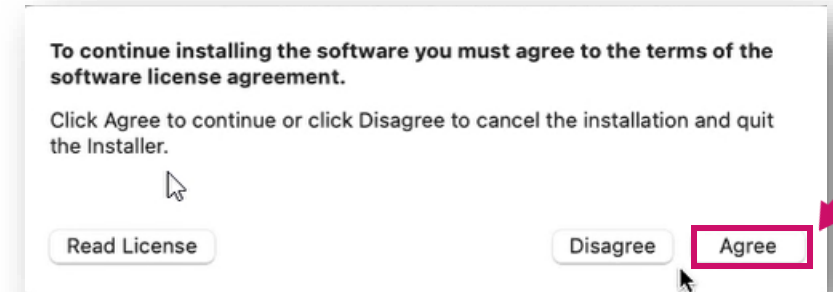 To continue installing the software you must agree to the terms of the
software license agreement.
Click Agree to continue or click Disagree to cancel the installation and quit
the Installer.
Read License
Disagree
Agree